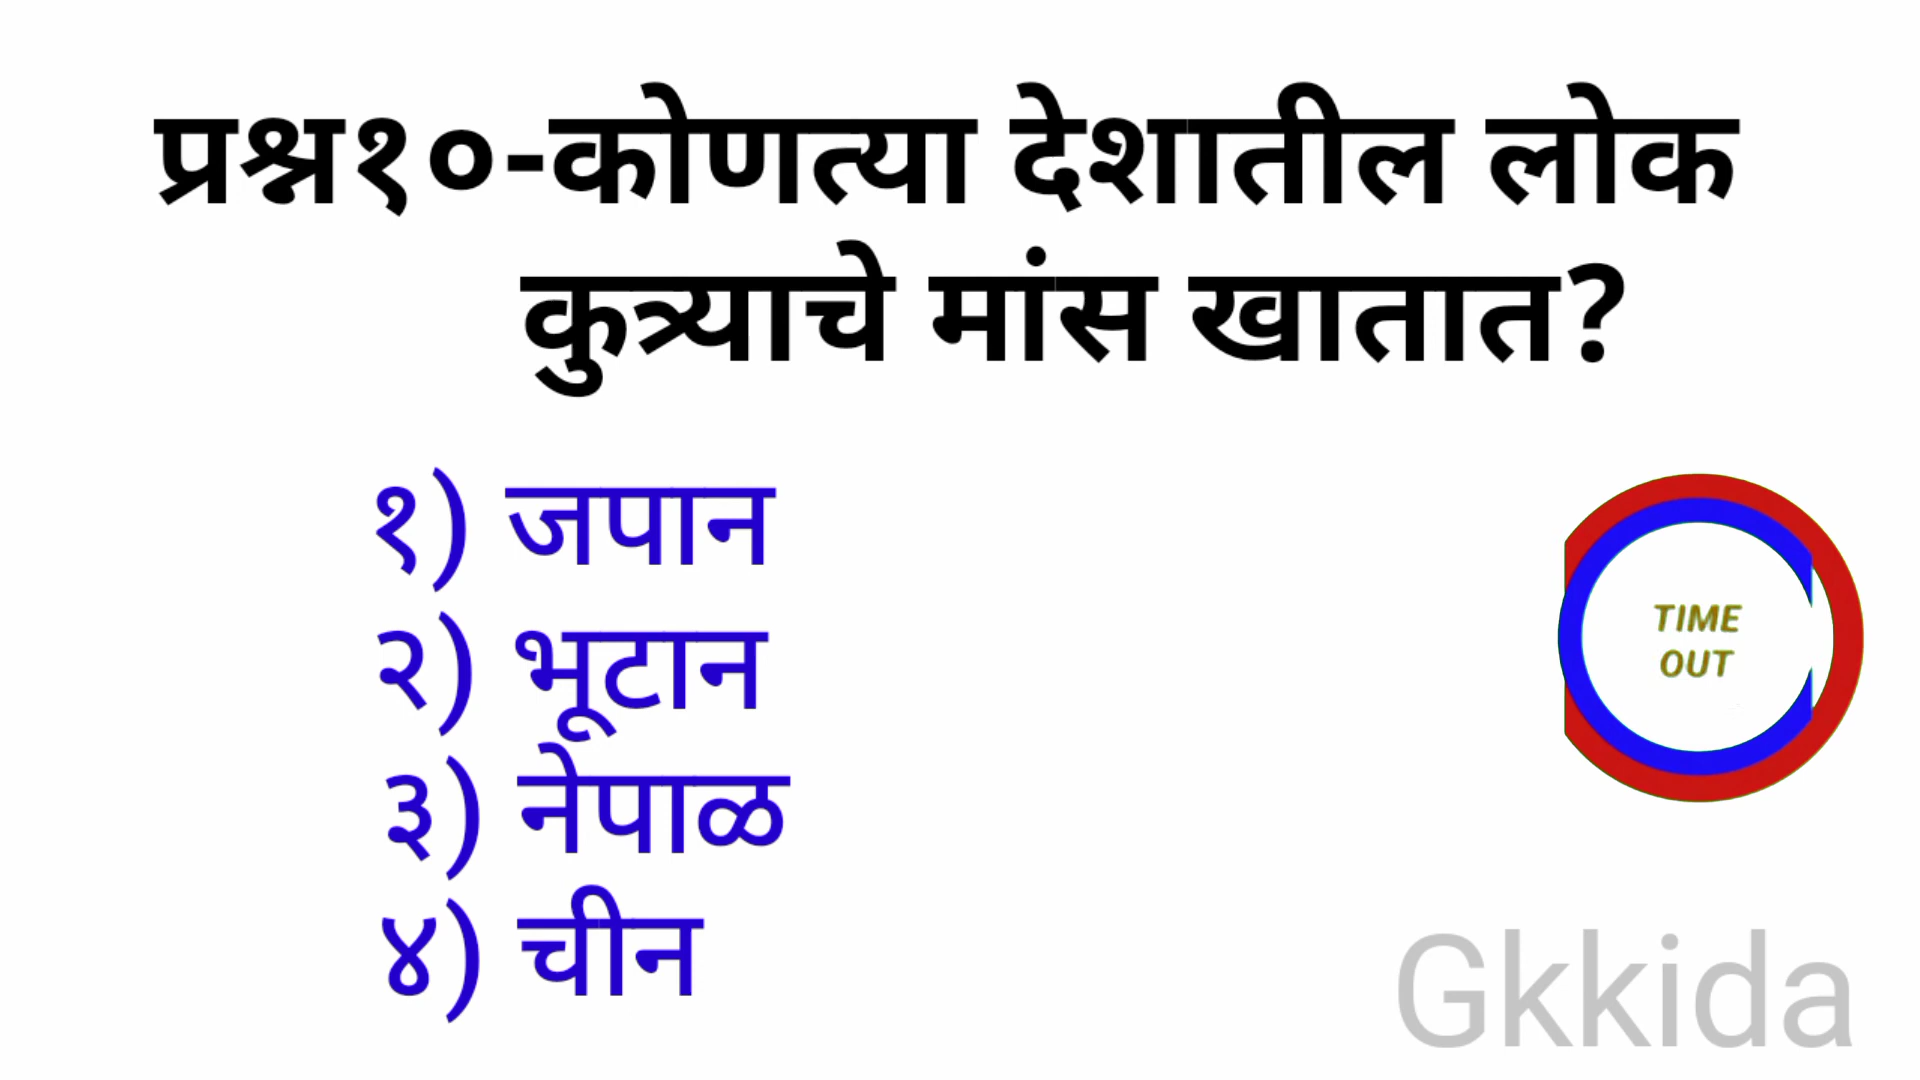 प्रश्न१०-कोणत्या देशातील लोक
कुत्र्याचे मांस खातात?
१) जपान
२) भूटान
३) नेपाळ
४) चीन
TIME
OUT
Gkkida